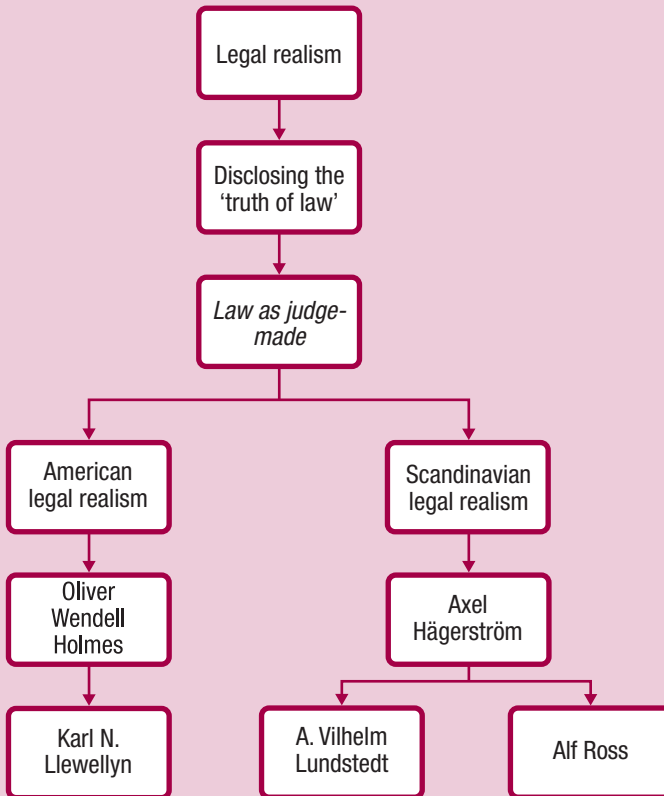 Legal realism
Disclosing the
‘truth of law’
Law as judge-
made
American
legal realism
Scandinavian
legal realism
Oliver
Wendell
Holmes
Axel
Hägerström
Karl N.
Llewellyn
A. Vilhelm
Lundstedt
Alf Ross